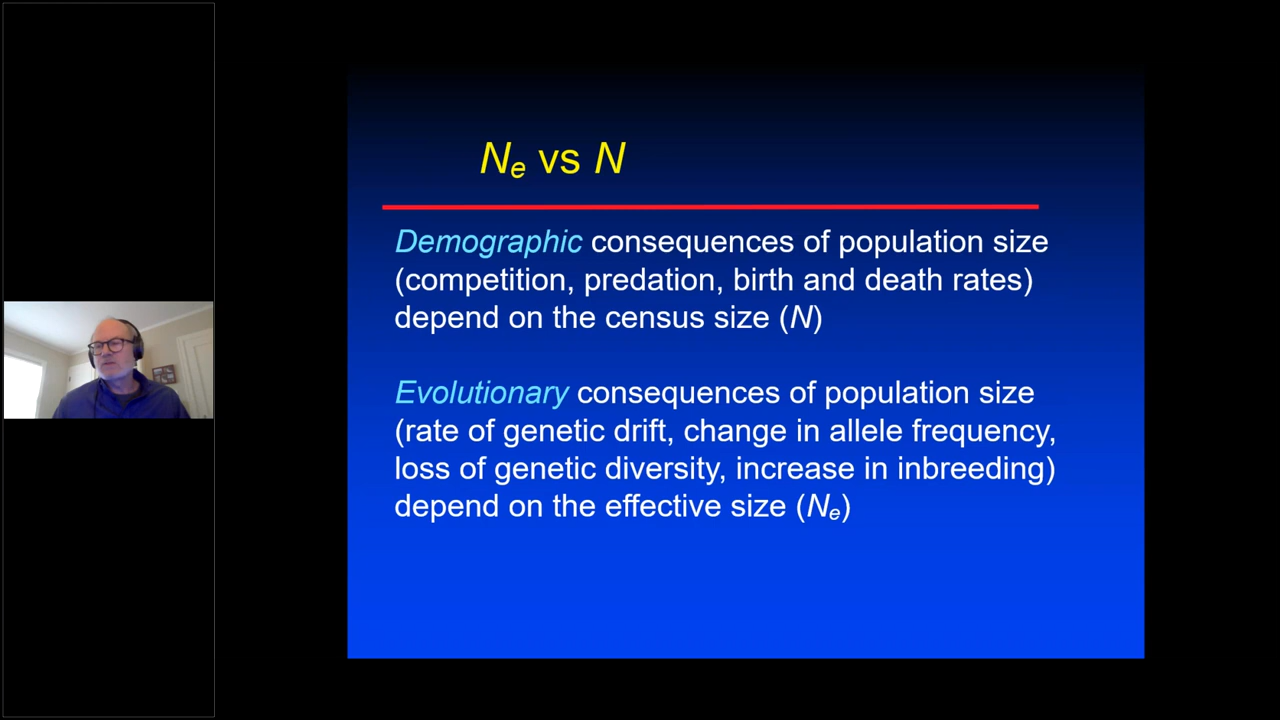 Ne vs N
Demographic consequences of population size
(competition, predation, birth and death rates)
depend on the census size (N)
Evolutionary consequences of population size
(rate of genetic drift, change in allele frequency,
loss of genetic diversity, increase in inbreeding)
depend on the effective size (Ne)